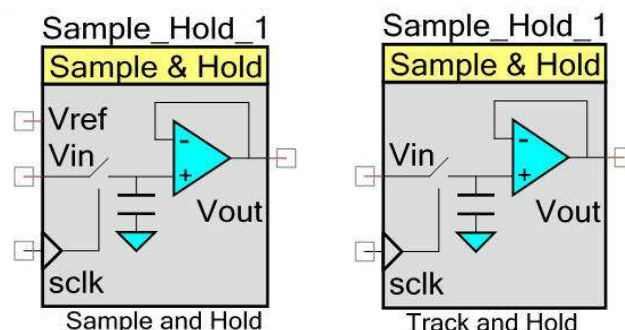 Sample_Hold_1
Sample & Hold
Vref
Vin
-
+
Vout
sclk
Sample and Hold
Sample_Hold_1
Sample & Hold
Vin
-
+
Vout
sclk
Track and Hold